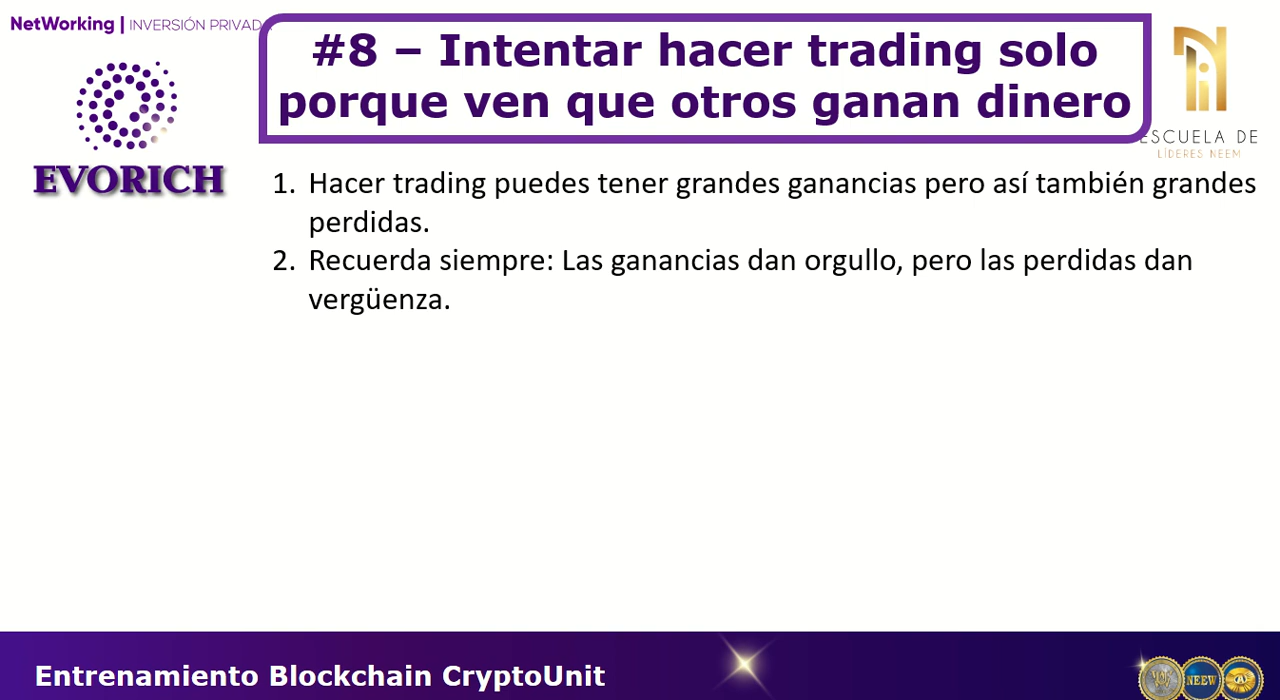 NetWorking | INVERSIÓN PRIVADA
#8 – Intentar hacer trading solo
porque ven que otros ganan dinero
EVORICH
ESCUELA DE
LÍDERES NEEM
1. Hacer trading puedes tener grandes ganancias pero así también grandes
perdidas.
2. Recuerda siempre: Las ganancias dan orgullo, pero las perdidas dan
vergüenza.
Entrenamiento Blockchain CryptoUnit
NEEW